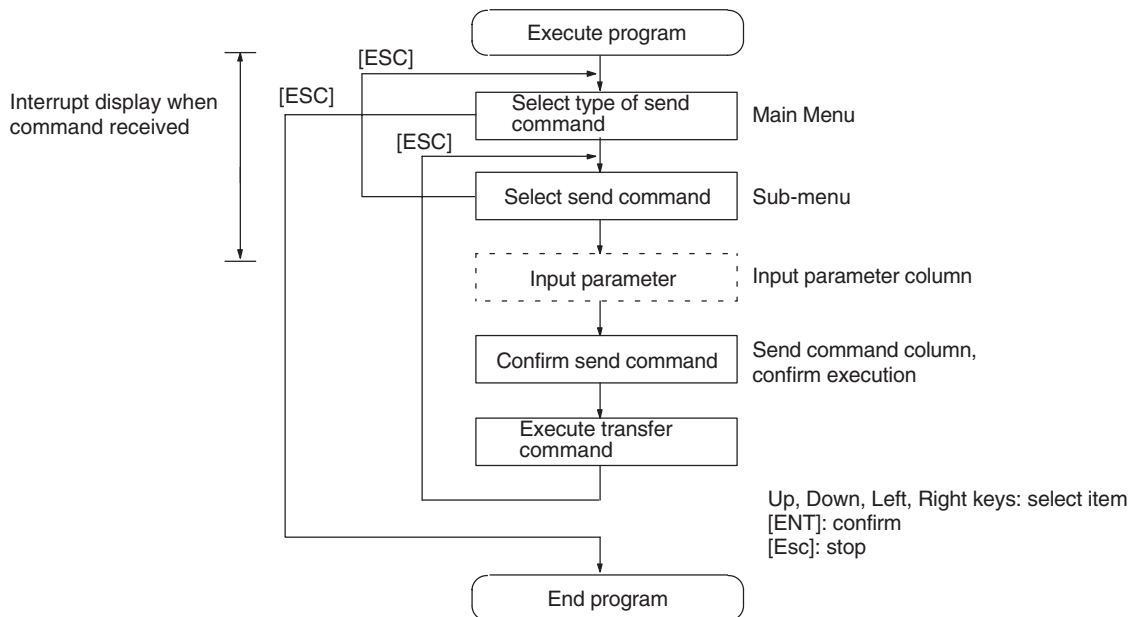 Execute program
[ESC]
Interrupt display when
command received
[ESC]
Select type of send
command
Main Menu
[ESC]
Select send command
Sub-menu
Input parameter
Input parameter column
Confirm send command
Send command column,
confirm execution
Execute transfer
command
Up, Down, Left, Right keys: select item
[ENT]: confirm
[Esc]: stop
End program